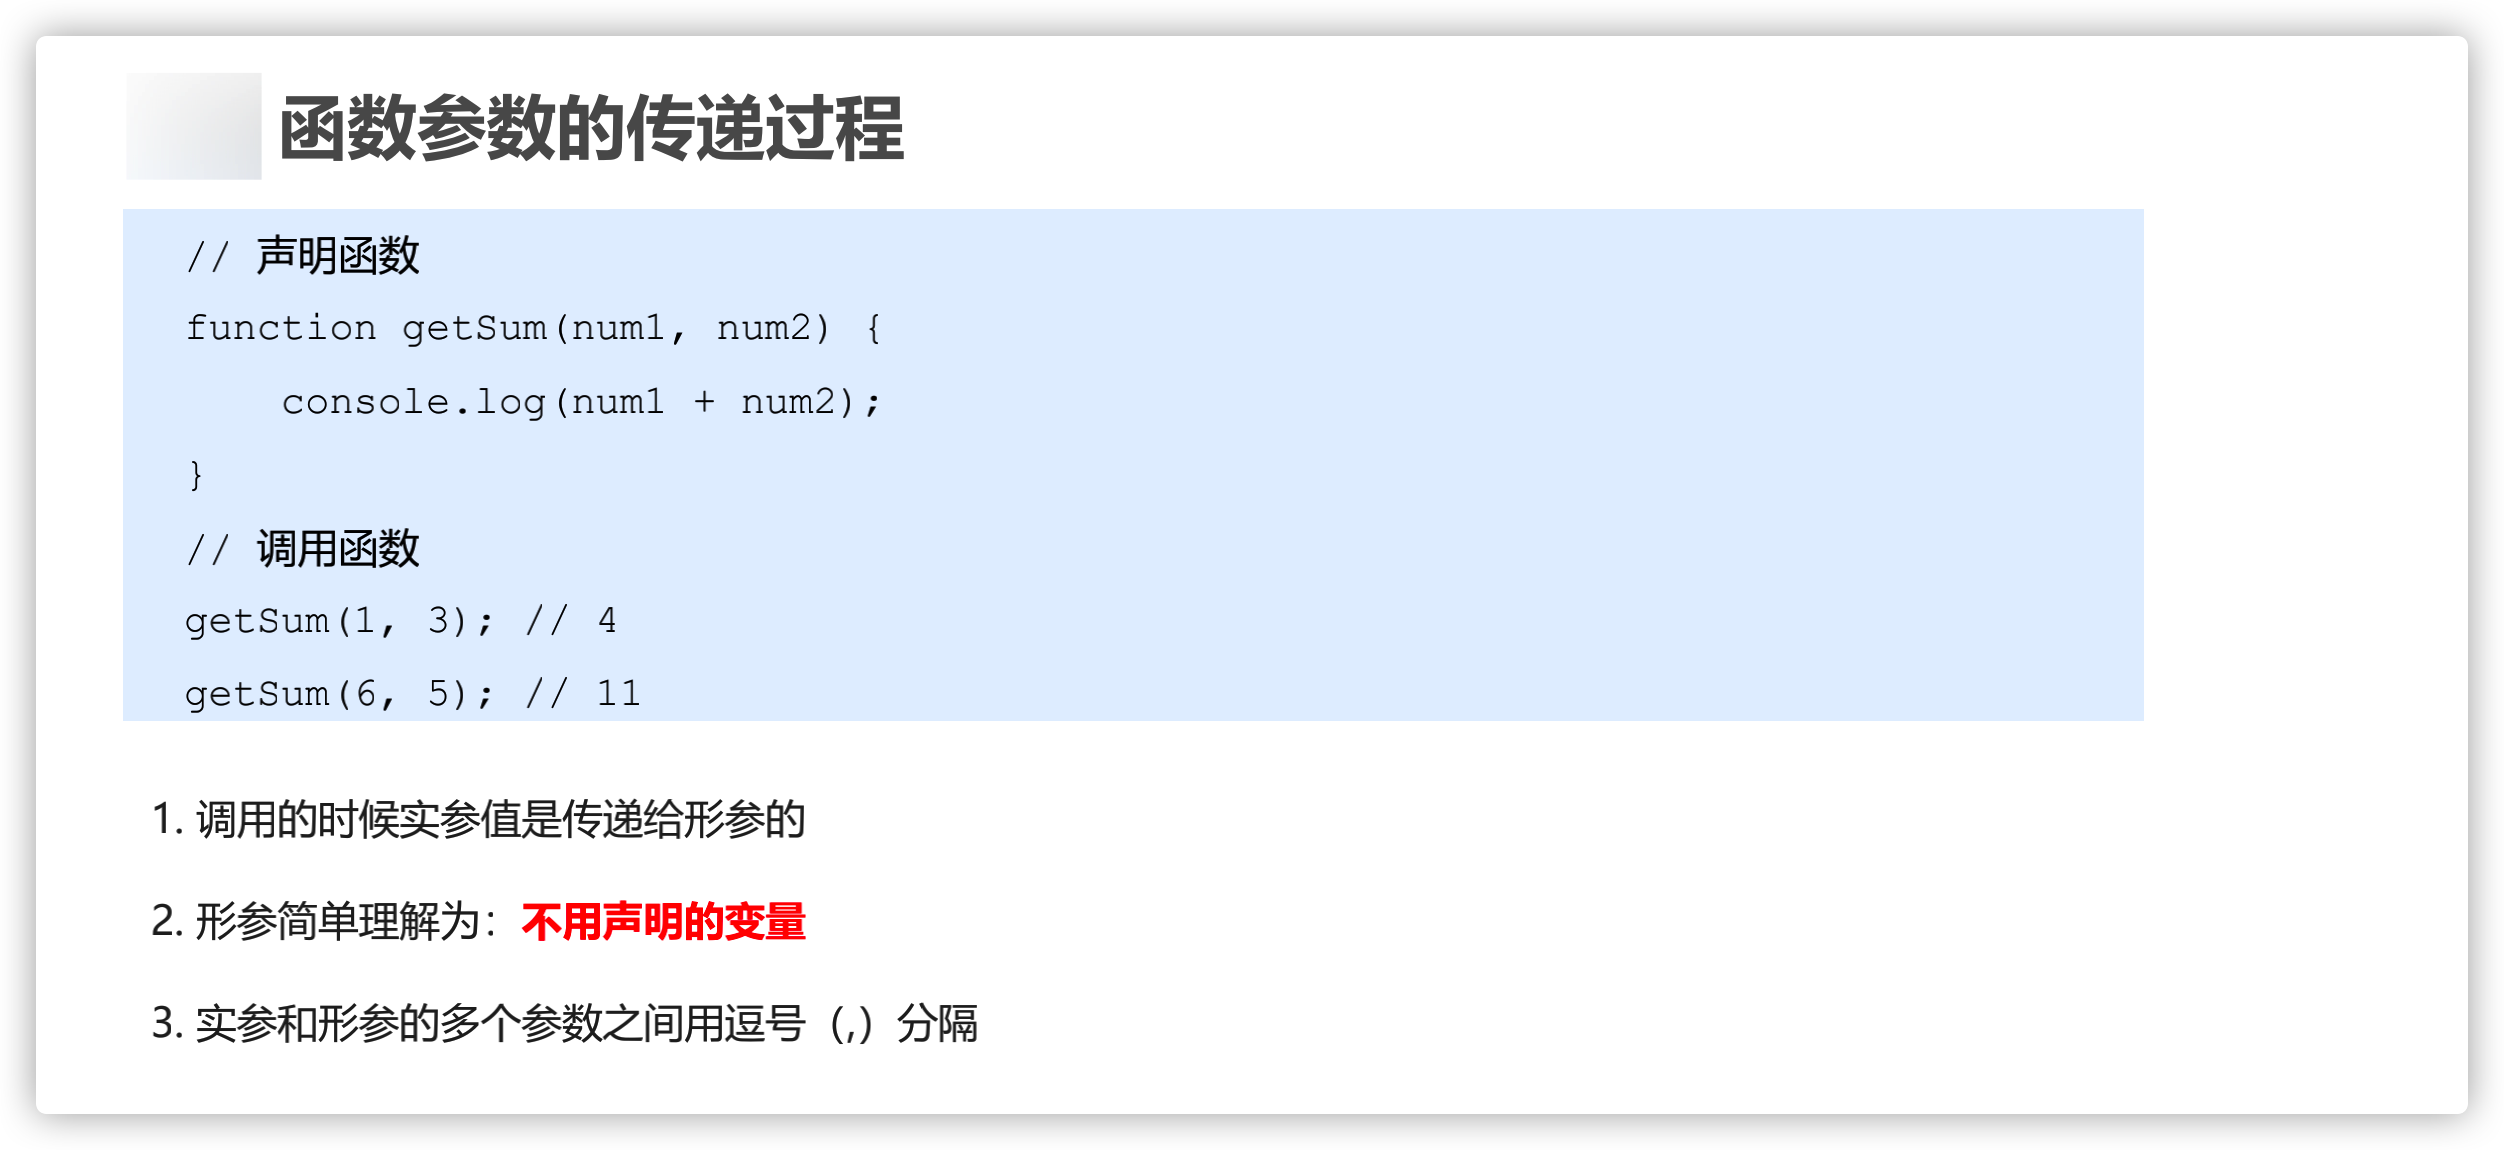 函数参数的传递过程
// 声明函数
function getSum(num1, num2) {
    console.log(num1 + num2);
}
// 调用函数
getSum(1, 3); // 4
getSum(6, 5); // 11
1. 调用的时候实参值是传递给形参的
2. 形参简单理解为：不用声明的变量
3. 实参和形参的多个参数之间用逗号（,）分隔